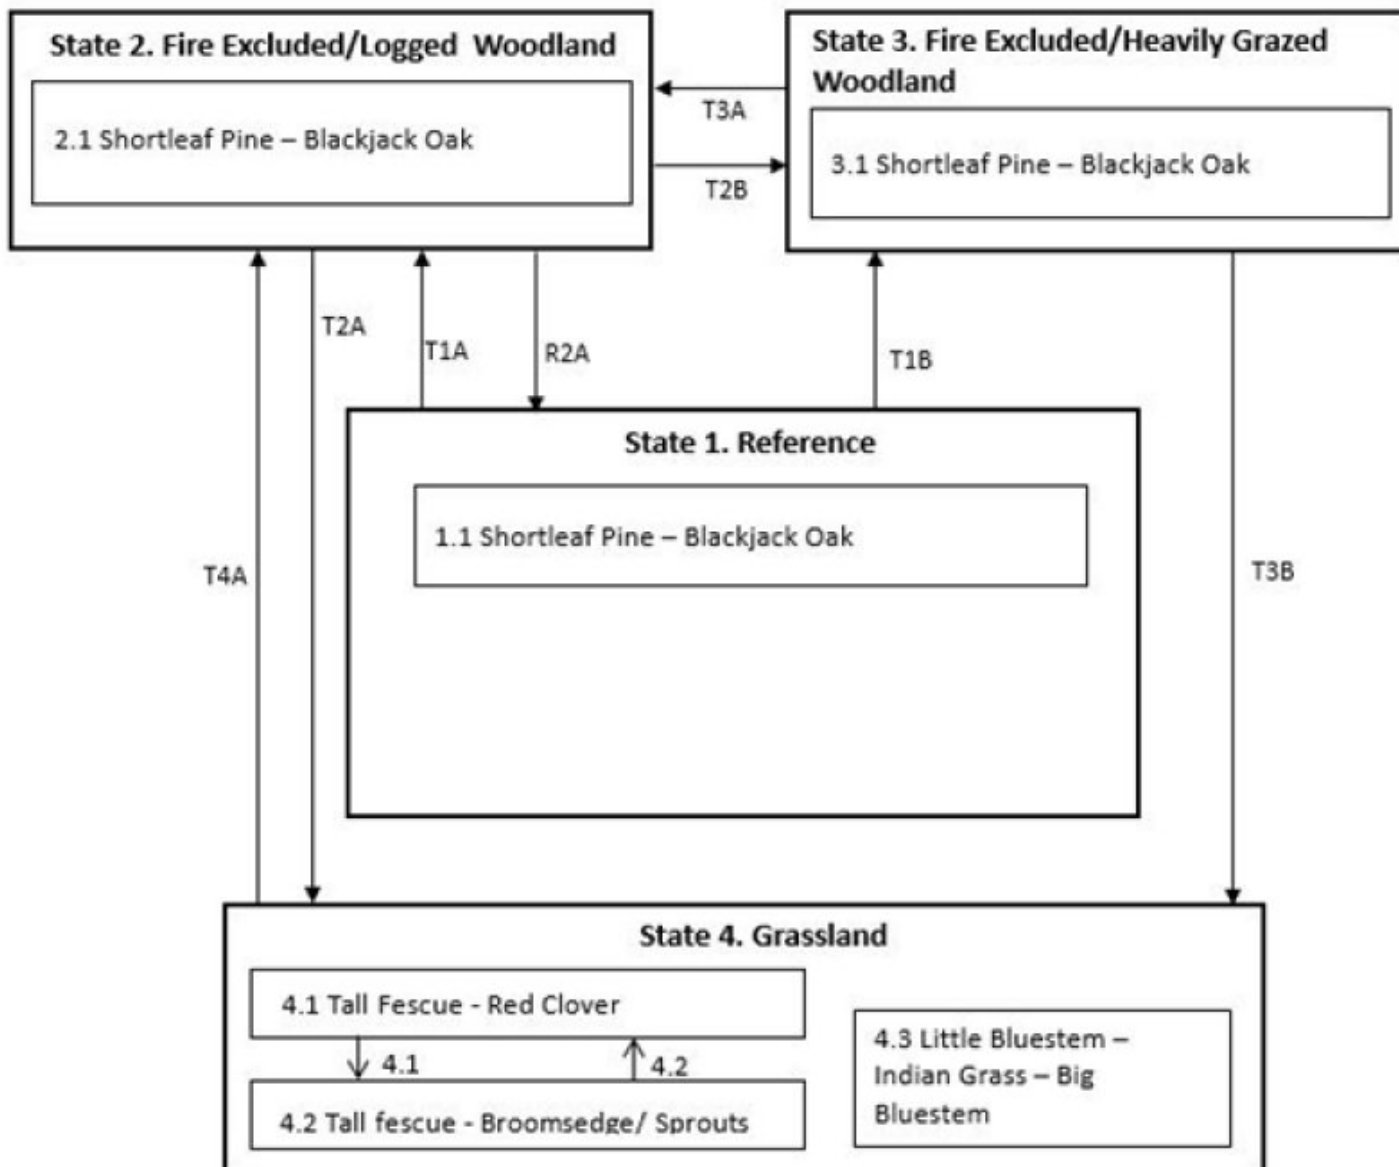 State 2. Fire Excluded/Logged Woodland
2.1 Shortleaf Pine – Blackjack Oak
State 3. Fire Excluded/Heavily Grazed
Woodland
3.1 Shortleaf Pine – Blackjack Oak
T3A
T2B
T2A
T1A
R2A
T1B
State 1. Reference
1.1 Shortleaf Pine – Blackjack Oak
T4A
T3B
State 4. Grassland
4.1 Tall Fescue - Red Clover
4.1
4.2
4.2 Tall fescue - Broomsedge/ Sprouts
4.3 Little Bluestem –
Indian Grass – Big
Bluestem